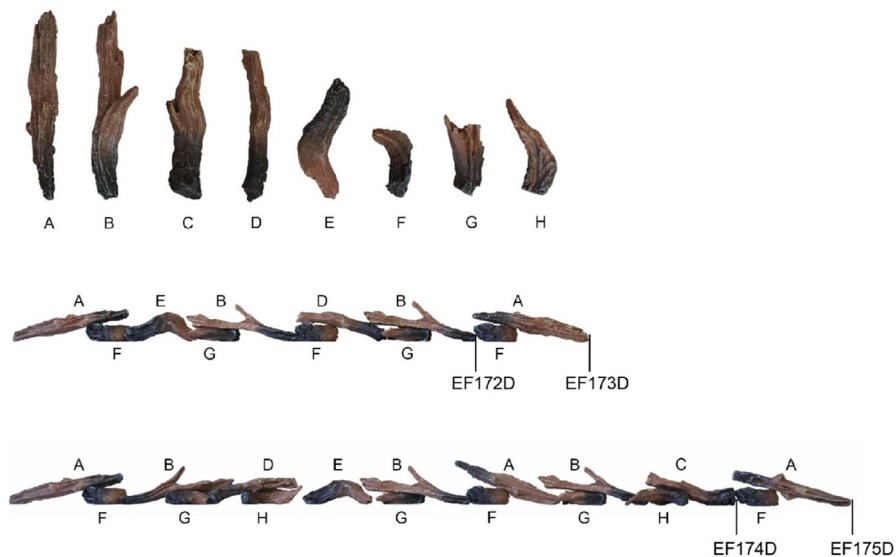 A B C D E F G H
A E B D B A
F G F G F
EF172D EF173D
A B D E B A B C A
F G H G F G H F
EF174D EF175D